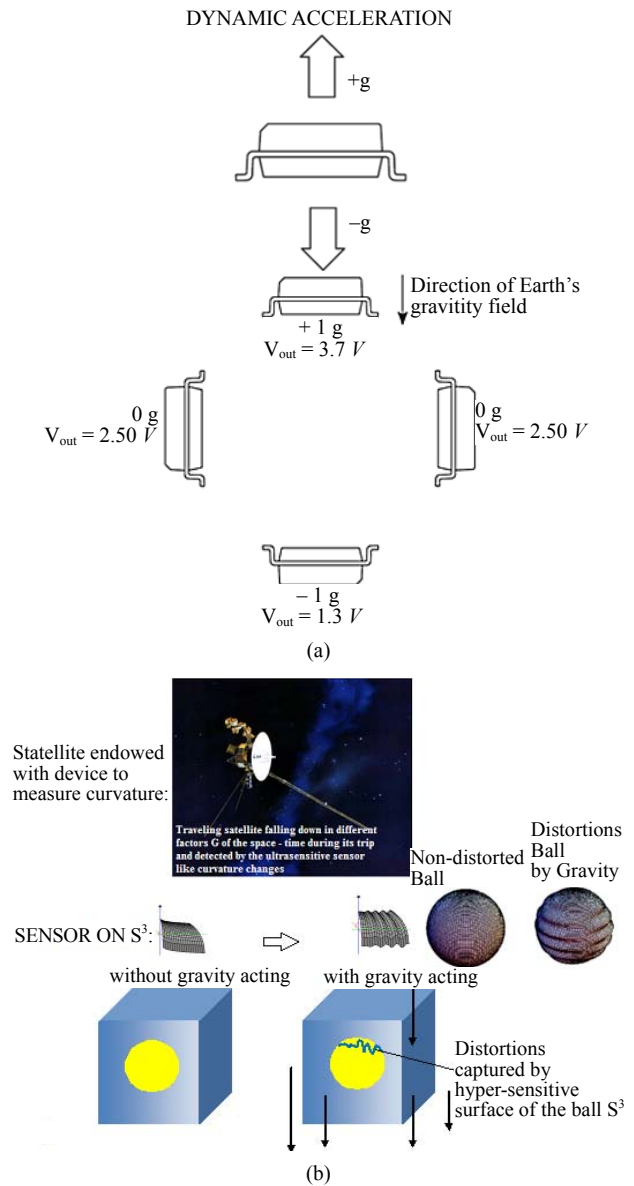 DYNAMIC ACCELERATION
+g
–g
Direction of Earth's
gravitity field
+ 1 g
Vout = 3.7 V
0 g
Vout = 2.50 V
0 g
Vout = 2.50 V
– 1 g
Vout = 1.3 V
(a)
Statellite endowed
with device to
measure curvature:
Traveling satellite falling down in different
factors G of the space - time during its trip
and detected by the ultrasensitive sensor
like curvature changes
Non-distorted
Ball
Distortions
Ball
by Gravity
SENSOR ON S³:
without gravity acting
with gravity acting
Distortions
captured by
hyper-sensitive
surface of the ball S³
(b)